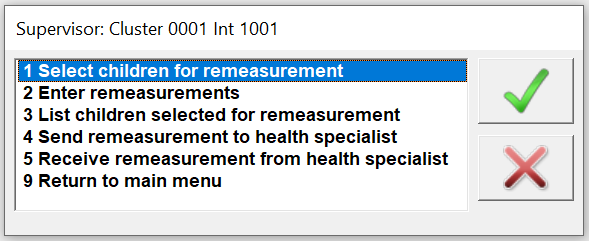 Supervisor: Cluster 0001 Int 1001
1 Select children for remeasurement
2 Enter remeasurements
3 List children selected for remeasurement
4 Send remeasurement to health specialist
5 Receive remeasurement from health specialist
9 Return to main menu